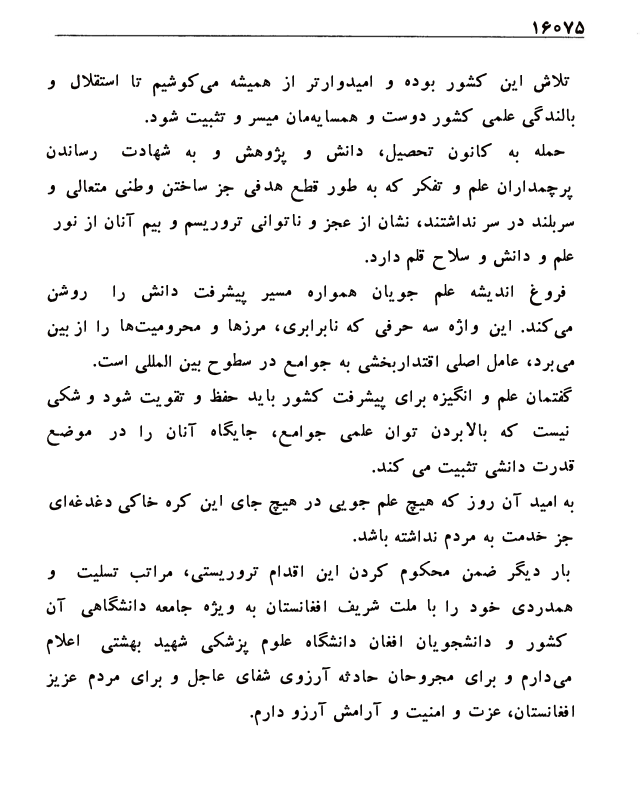 ۱۶۰۷۵
تلاش این کشور بوده و امیدوارتر از همیشه می‌کوشیم تا استقلال و
بالندگی علمی کشور دوست و همسایه‌مان میسر و تثبیت شود.
حمله به کانون تحصیل، دانش و پژوهش و به شهادت رساندن
پرچمداران علم و تفکر که به طور قطع هدفی جز ساختن وطنی متعالی و
سربلند در سر نداشتند، نشان از عجز و ناتوانی تروریسم و بیم آنان از نور
علم و دانش و سلاح قلم دارد.
فروغ اندیشه علم جویان همواره مسیر پیشرفت دانش را روشن
می‌کند. این واژه سه حرفی که نابرابری، مرزها و محرومیت‌ها را از بین
می‌برد، عامل اصلی اقتداربخشی به جوامع در سطوح بین المللی است.
گفتمان علم و انگیزه برای پیشرفت کشور باید حفظ و تقویت شود و شکی
نیست که بالابردن توان علمی جوامع، جایگاه آنان را در موضع
قدرت دانشی تثبیت می کند.
به امید آن روز که هیچ علم جویی در هیچ جای این کره خاکی دغدغه‌ای
جز خدمت به مردم نداشته باشد.
بار دیگر ضمن محکوم کردن این اقدام تروریستی، مراتب تسلیت و
همدردی خود را با ملت شریف افغانستان به ویژه جامعه دانشگاهی آن
کشور و دانشجویان افغان دانشگاه علوم پزشکی شهید بهشتی اعلام
می‌دارم و برای مجروحان حادثه آرزوی شفای عاجل و برای مردم عزیز
افغانستان، عزت و امنیت و آرامش آرزو دارم.